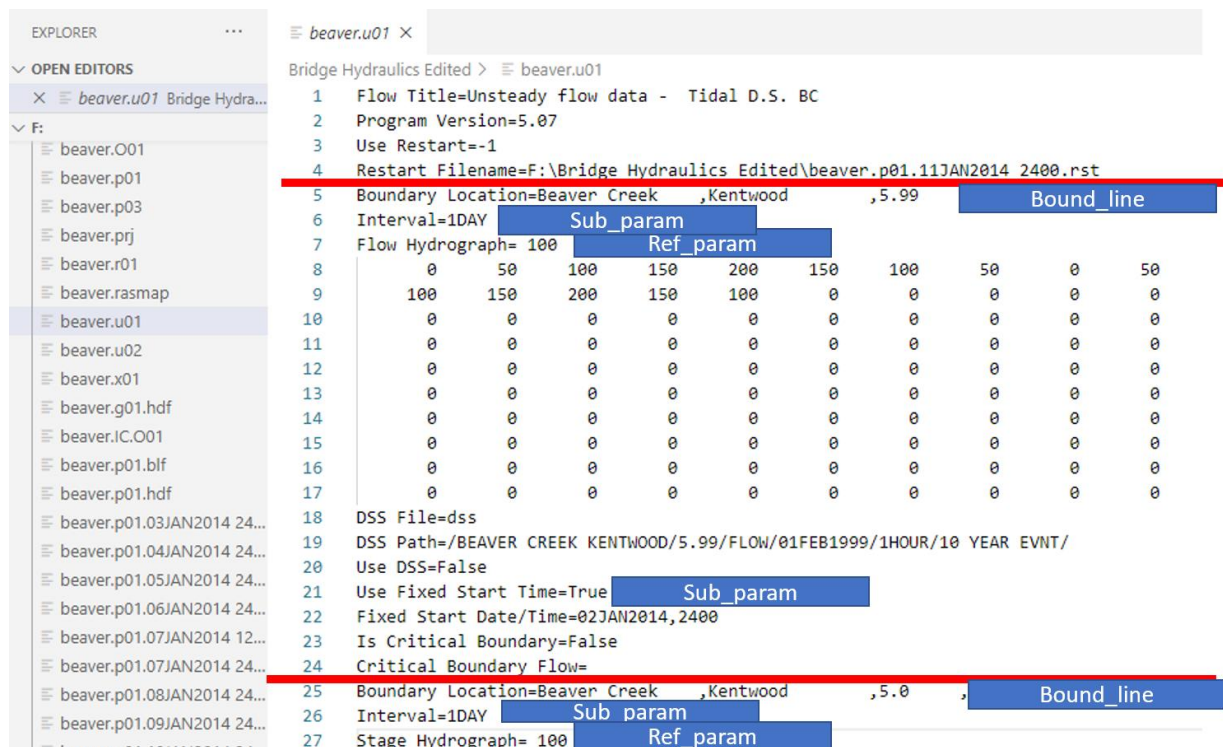 EXPLORER ···
OPEN EDITORS
beaver.u01 Bridge Hydra...
F:
beaver.O01
beaver.p01
beaver.p03
beaver.prj
beaver.r01
beaver.rasmap
beaver.u01
beaver.u02
beaver.x01
beaver.g01.hdf
beaver.IC.O01
beaver.p01.blf
beaver.p01.hdf
beaver.p01.03JAN2014 24...
beaver.p01.04JAN2014 24...
beaver.p01.05JAN2014 24...
beaver.p01.06JAN2014 24...
beaver.p01.07JAN2014 12...
beaver.p01.07JAN2014 24...
beaver.p01.08JAN2014 24...
beaver.p01.09JAN2014 24...
beaver.u01
Bridge Hydraulics Edited > beaver.u01
1 Flow Title=Unsteady flow data - Tidal D.S. BC
2 Program Version=5.07
3 Use Restart=-1
4 Restart Filename=F:\Bridge Hydraulics Edited\beaver.p01.11JAN2014 2400.rst
5 Boundary Location=Beaver Creek ,Kentwood ,5.99 Bound_line
6 Interval=1DAY Sub_param
7 Flow Hydrograph= 100 Ref_param
8 0 50 100 150 200 150 100 50 0 50
9 100 150 200 150 100 0 0 0 0 0
10 0 0 0 0 0 0 0 0 0 0
11 0 0 0 0 0 0 0 0 0 0
12 0 0 0 0 0 0 0 0 0 0
13 0 0 0 0 0 0 0 0 0 0
14 0 0 0 0 0 0 0 0 0 0
15 0 0 0 0 0 0 0 0 0 0
16 0 0 0 0 0 0 0 0 0 0
17 0 0 0 0 0 0 0 0 0 0
18 DSS File=dss
19 DSS Path=/BEAVER CREEK KENTWOOD/5.99/FLOW/01FEB1999/1HOUR/10 YEAR EVNT/
20 Use DSS=False
21 Use Fixed Start Time=True Sub_param
22 Fixed Start Date/Time=02JAN2014,2400
23 Is Critical Boundary=False
24 Critical Boundary Flow=
25 Boundary Location=Beaver Creek ,Kentwood ,5.0 , Bound_line
26 Interval=1DAY Sub_param
27 Stage Hydrograph= 100 Ref_param